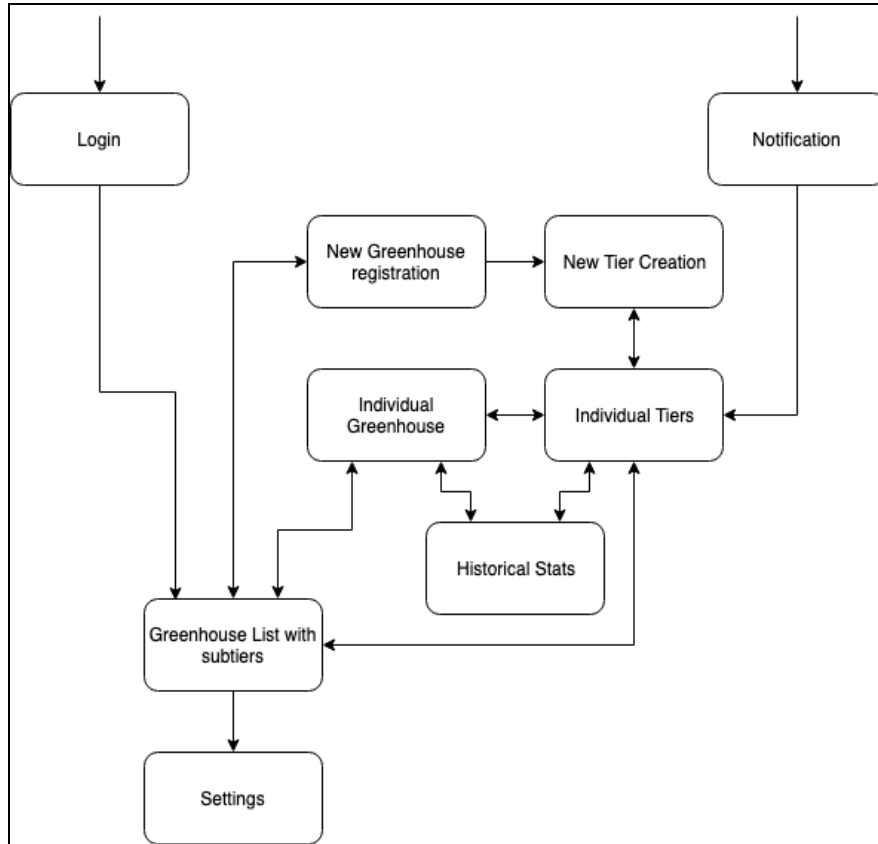 Login
Notification
New Greenhouse
registration
New Tier Creation
Individual
Greenhouse
Individual Tiers
Historical Stats
Greenhouse List with
subtiers
Settings